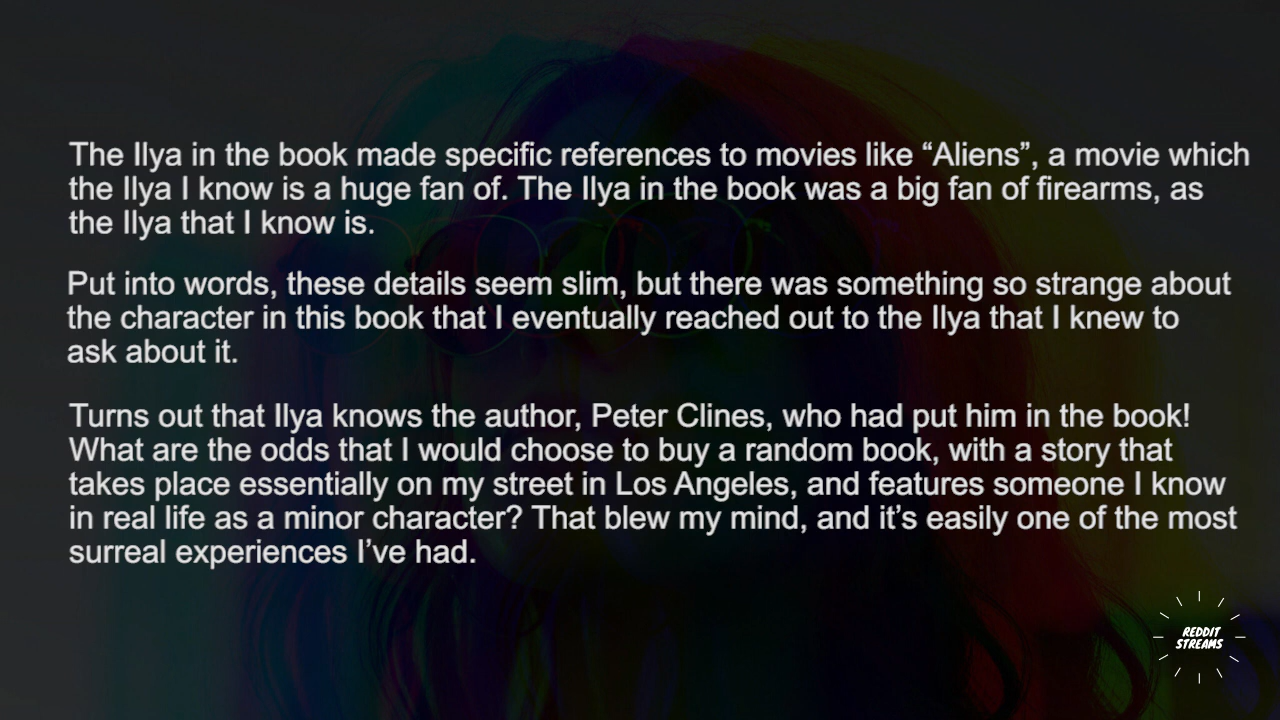 The Ilya in the book made specific references to movies like “Aliens”, a movie which
the Ilya I know is a huge fan of. The Ilya in the book was a big fan of firearms, as
the Ilya that I know is.
Put into words, these details seem slim, but there was something so strange about
the character in this book that I eventually reached out to the Ilya that I knew to
ask about it.
Turns out that Ilya knows the author, Peter Clines, who had put him in the book!
What are the odds that I would choose to buy a random book, with a story that
takes place essentially on my street in Los Angeles, and features someone I know
in real life as a minor character? That blew my mind, and it’s easily one of the most
surreal experiences I’ve had.
REDDIT
STREAMS